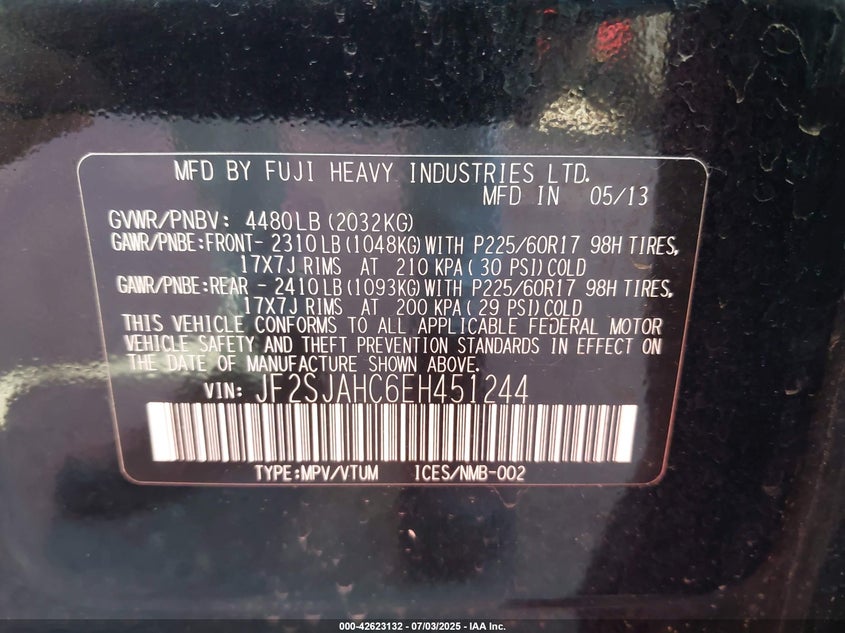 MFD BY FUJI HEAVY INDUSTRIES LTD.
MFD IN 05/13
GVWR/PNBV: 4480LB (2032KG)
GAWR/PNBE:FRONT- 2310LB (1048KG) WITH P225/60R17 98H TIRES,
17X7J RIMS AT 210 KPA (30 PSI) COLD
GAWR/PNBE:REAR - 2410LB (1093KG) WITH P225/60R17 98H TIRES,
17X7J RIMS AT 200 KPA (29 PSI) COLD
THIS VEHICLE CONFORMS TO ALL APPLICABLE FEDERAL MOTOR
VEHICLE SAFETY AND THEFT PREVENTION STANDARDS IN EFFECT ON
THE DATE OF MANUFACTURE SHOWN ABOVE.
VIN: JF2SJAHC6EH451244
TYPE:MPV/VTUM ICES/NMB-002
000-42623132 - 07/03/2025 - IAA Inc.